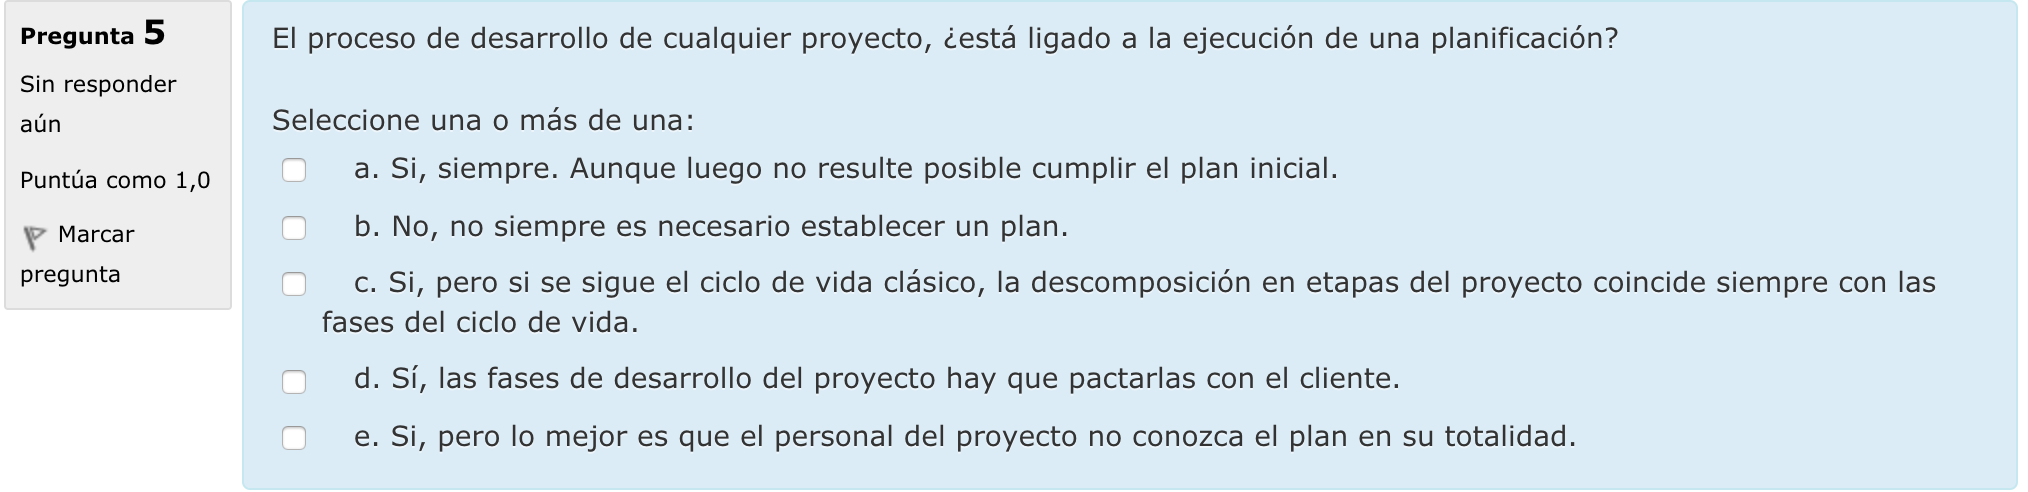 Pregunta 5
Sin responder
aún
Puntúa como 1,0
Marcar
pregunta
El proceso de desarrollo de cualquier proyecto, ¿está ligado a la ejecución de una planificación?
Seleccione una o más de una:
a. Si, siempre. Aunque luego no resulte posible cumplir el plan inicial.
b. No, no siempre es necesario establecer un plan.
c. Si, pero si se sigue el ciclo de vida clásico, la descomposición en etapas del proyecto coincide siempre con las
fases del ciclo de vida.
d. Sí, las fases de desarrollo del proyecto hay que pactarlas con el cliente.
e. Si, pero lo mejor es que el personal del proyecto no conozca el plan en su totalidad.